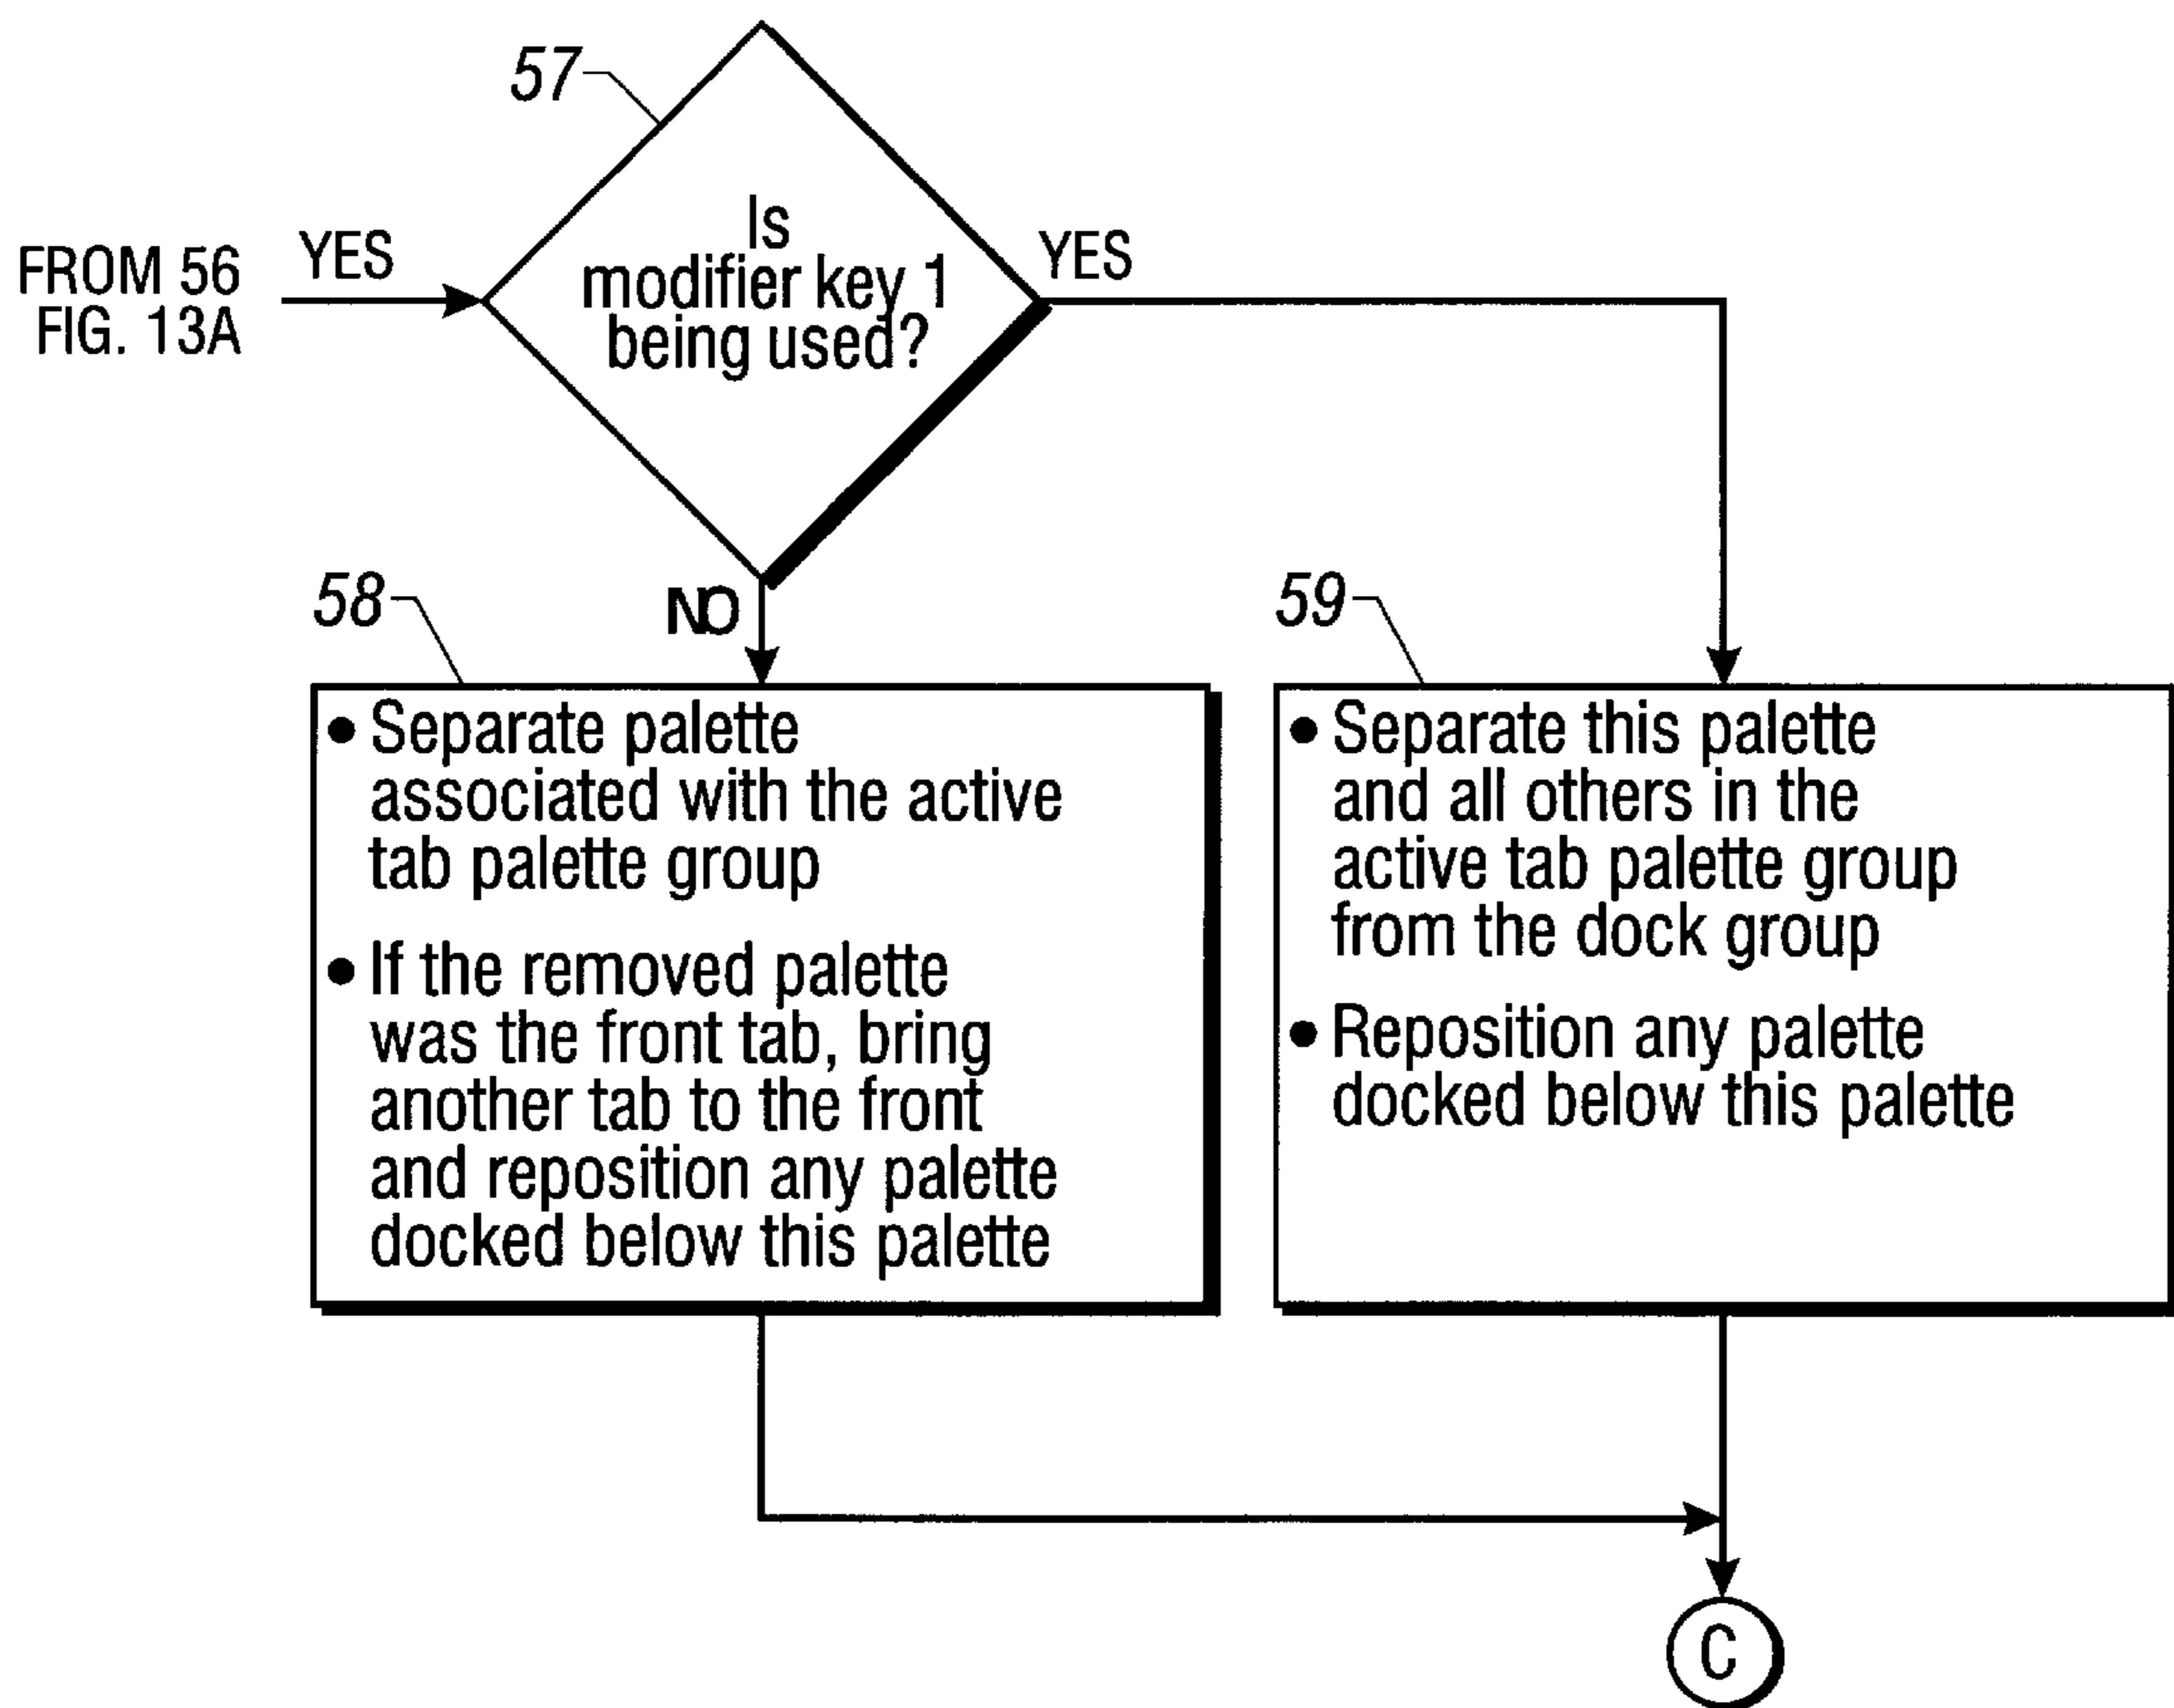 57
Is
modifier key 1
being used?
FROM 56
FIG. 13A
YES
YES
NO
58
• Separate palette
associated with the active
tab palette group
• If the removed palette
was the front tab, bring
another tab to the front
and reposition any palette
docked below this palette
59
• Separate this palette
and all others in the
active tab palette group
from the dock group
• Reposition any palette
docked below this palette
C